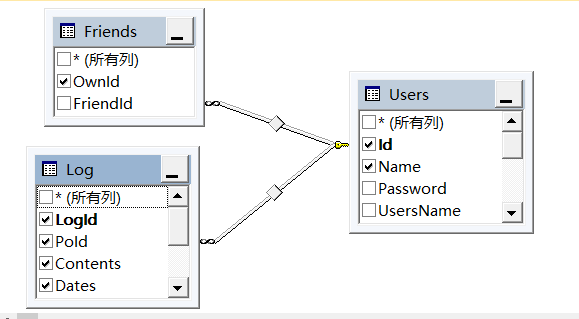 Friends
* (所有列)
OwnId
FriendId
Users
* (所有列)
Id
Name
Password
UsersName
Log
* (所有列)
LogId
PoId
Contents
Dates